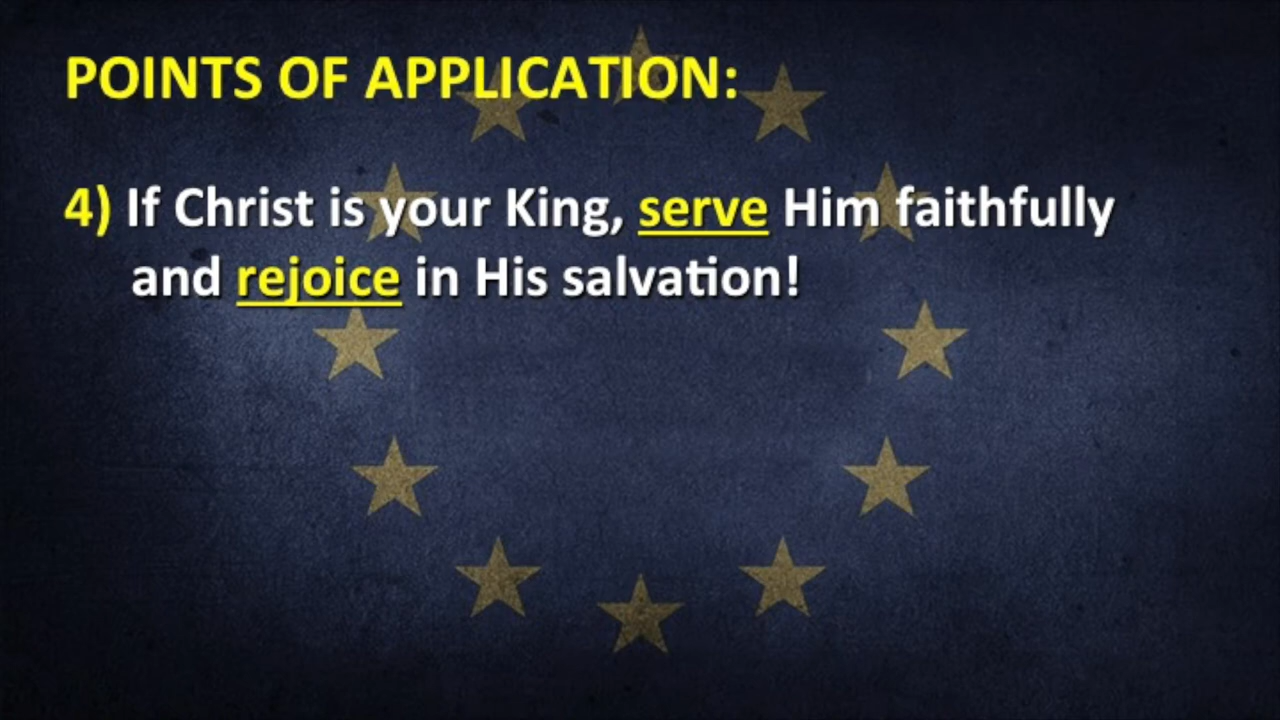 POINTS OF APPLICATION:
4) If Christ is your King, serve Him faithfully
and rejoice in His salvation!